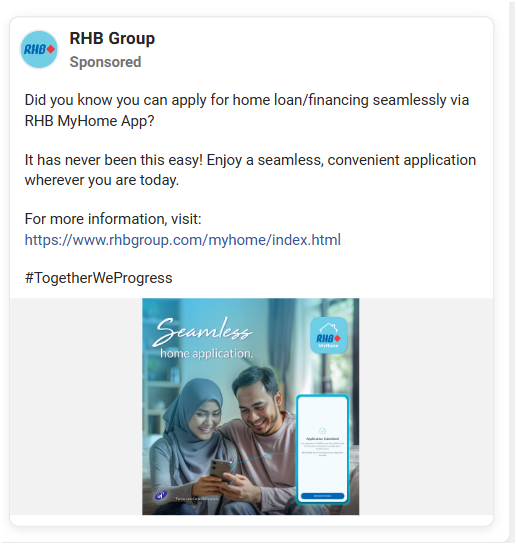 RHB
RHB Group
Sponsored
Did you know you can apply for home loan/financing seamlessly via
RHB MyHome App?
It has never been this easy! Enjoy a seamless, convenient application
wherever you are today.
For more information, visit:
https://www.rhbgroup.com/myhome/index.html
#TogetherWeProgress
Seamless
home application.
RHB
MyHome
Application Submitted